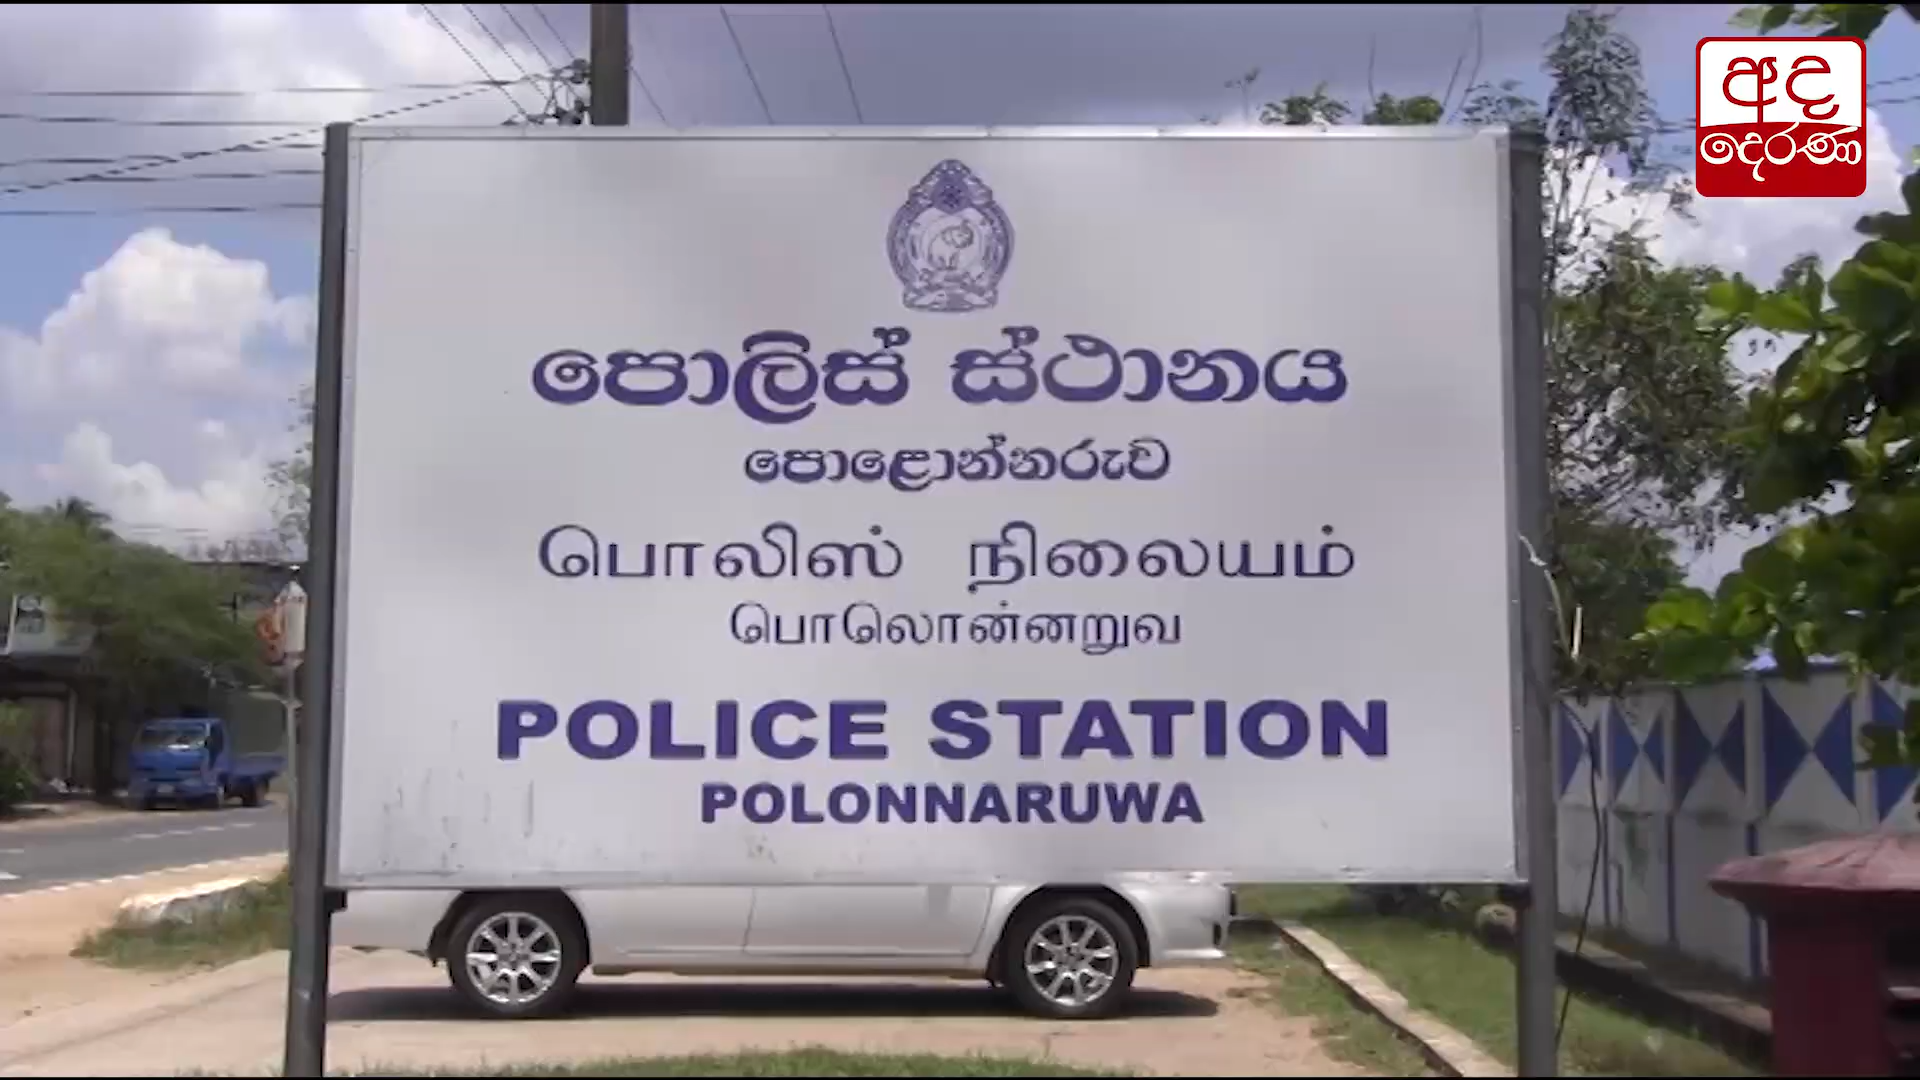 අද
දෙරණ
පොලිස් ස්ථානය
පොළොන්නරුව
பொலிஸ் நிலையம்
பொலொன்னறுவ
POLICE STATION
POLONNARUWA